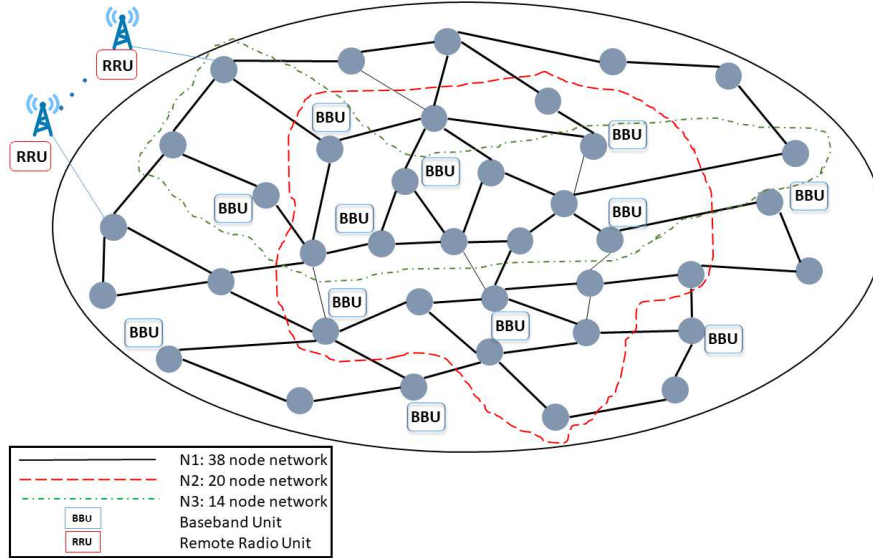 RRU
RRU
BBU
BBU
BBU
BBU
BBU
BBU
BBU
BBU
BBU
BBU
BBU
BBU
N1: 38 node network
N2: 20 node network
N3: 14 node network
BBU
Baseband Unit
RRU
Remote Radio Unit